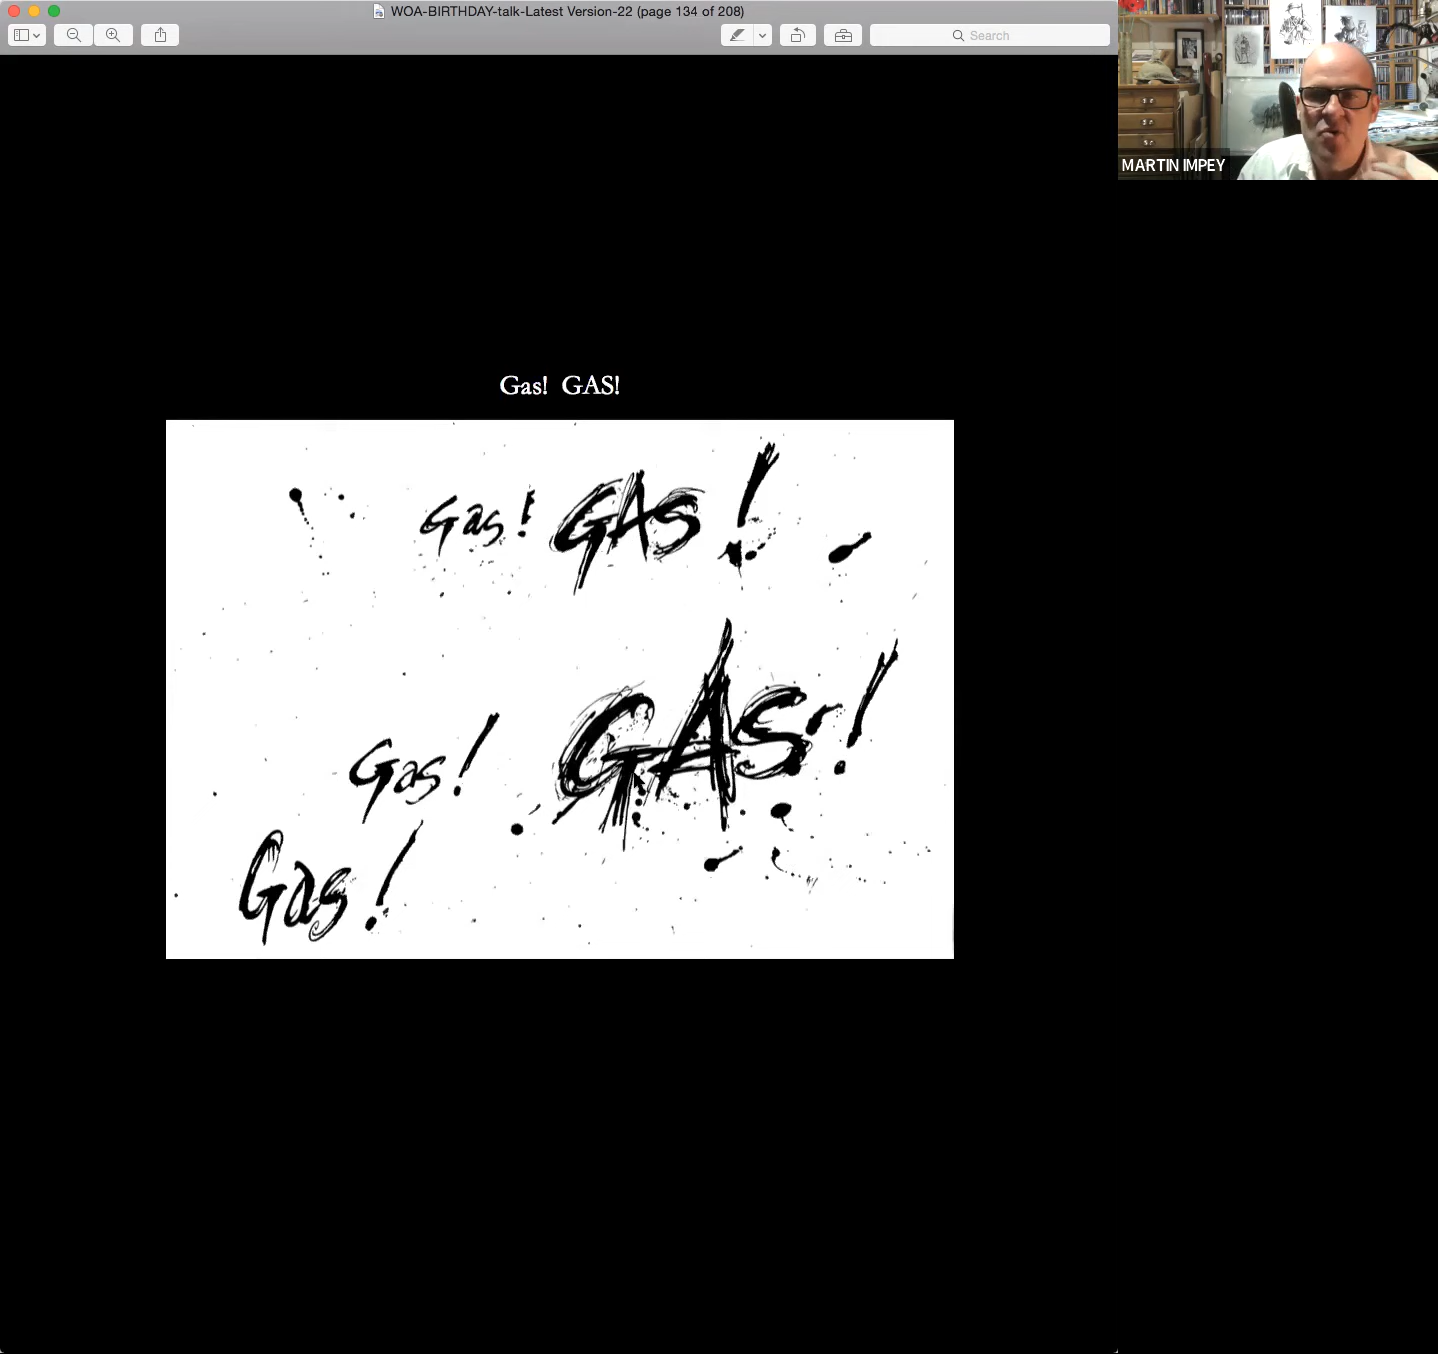 WOA-BIRTHDAY-talk-Latest Version-22 (page 134 of 208)
Search
MARTIN IMPEY
Gas! GAS!
Gas! GAS!
Gas! GAS!
Gas!